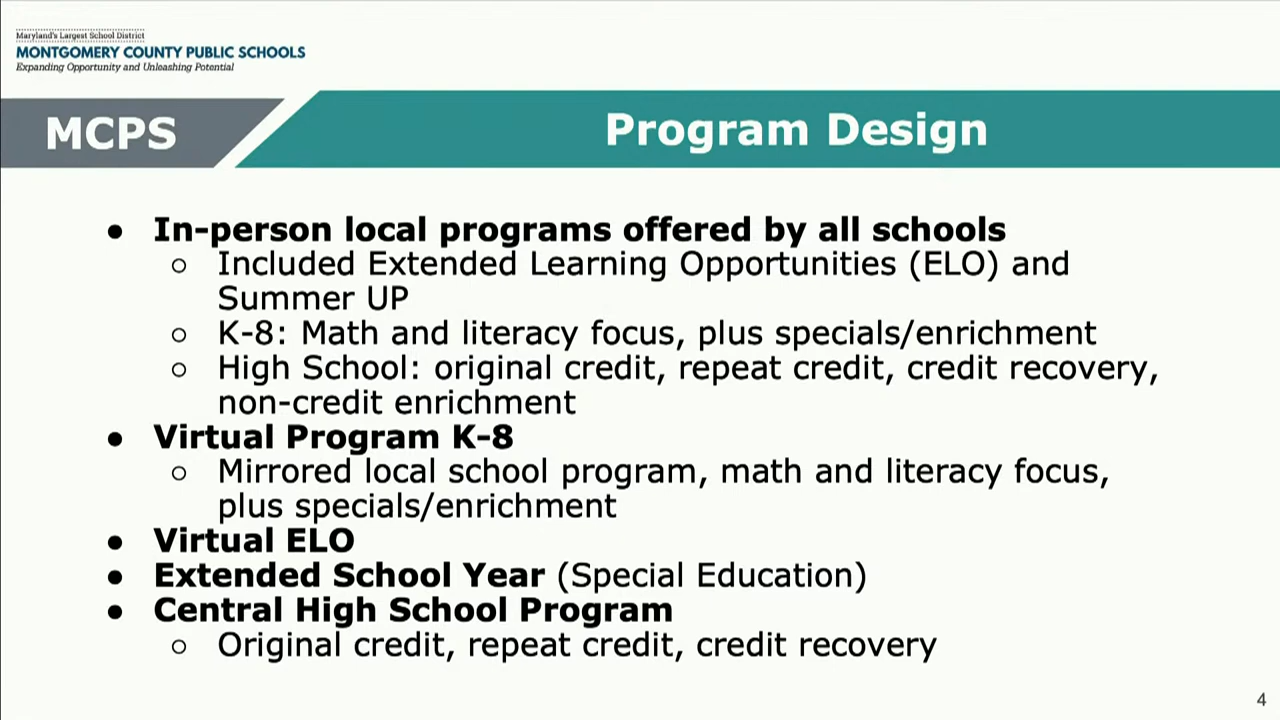 Maryland's Largest School District
MONTGOMERY COUNTY PUBLIC SCHOOLS
Expanding Opportunity and Unleashing Potential
MCPS
Program Design
● In-person local programs offered by all schools
○ Included Extended Learning Opportunities (ELO) and
Summer UP
○ K-8: Math and literacy focus, plus specials/enrichment
○ High School: original credit, repeat credit, credit recovery,
non-credit enrichment
● Virtual Program K-8
○ Mirrored local school program, math and literacy focus,
plus specials/enrichment
● Virtual ELO
● Extended School Year (Special Education)
● Central High School Program
○ Original credit, repeat credit, credit recovery
4